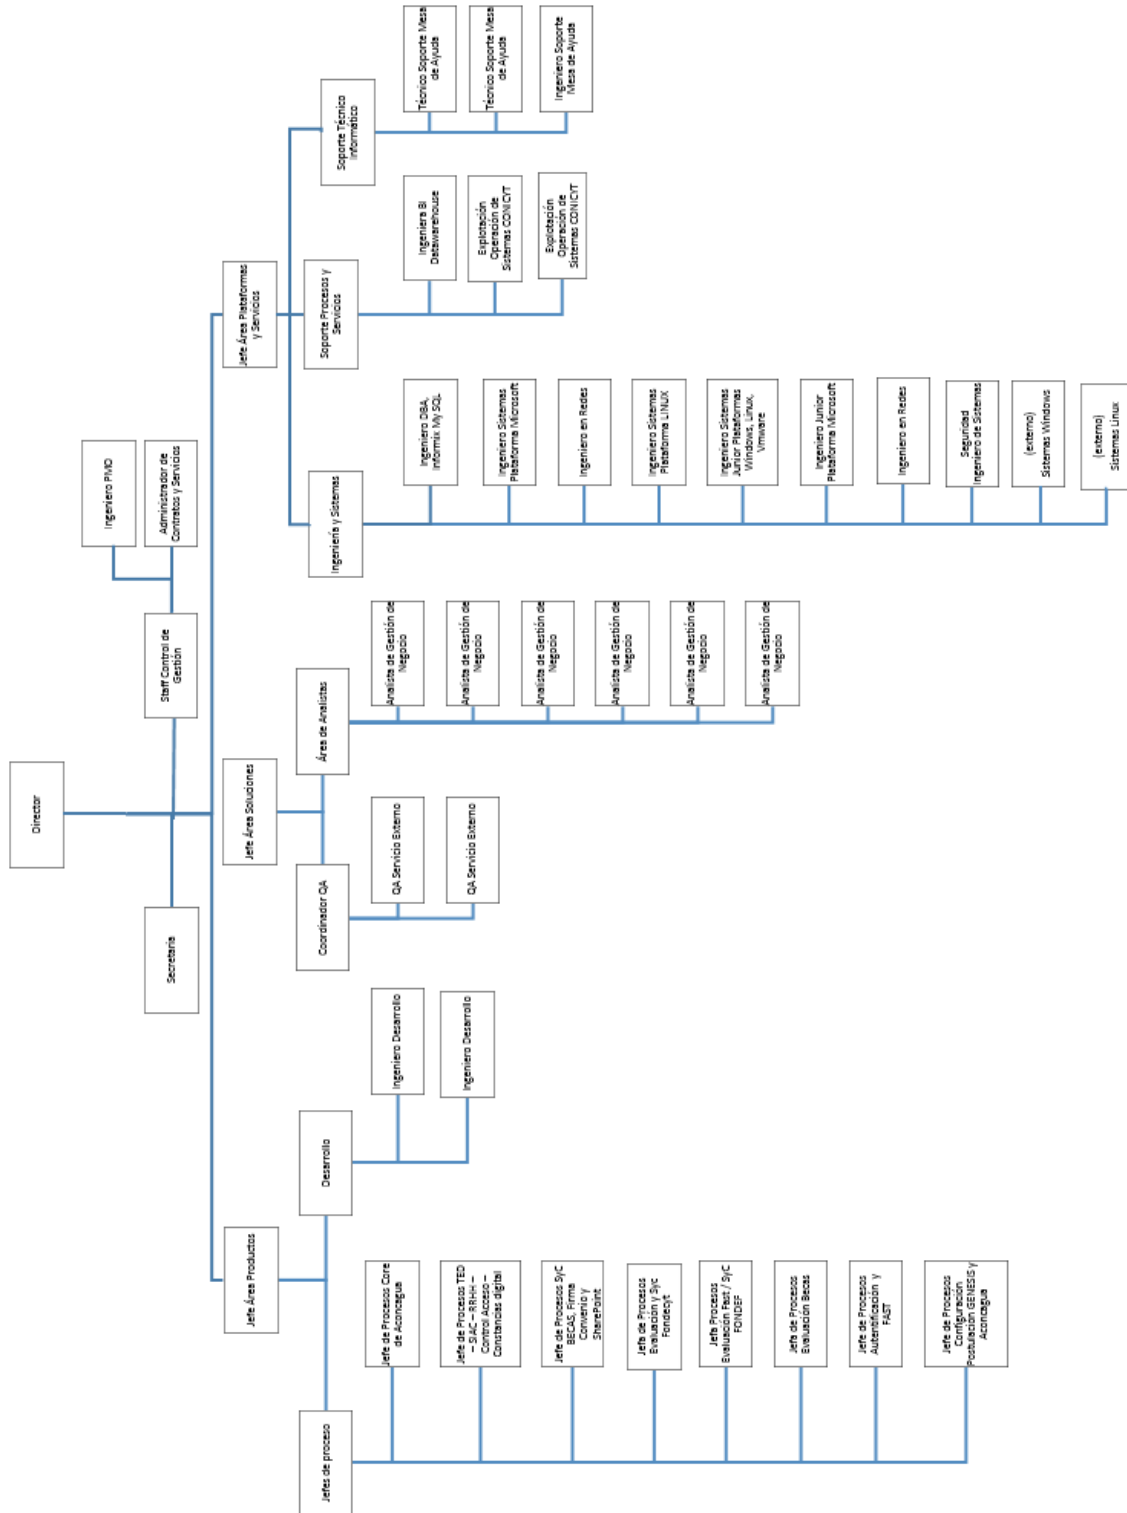 Director
Secretaria
Staff Control de
Gestión
Ingeniero PMO
Administrador de
Contratos y Servicios
Jefe Área Productos
Jefe Área Soluciones
Jefe Área Plataformas
y Servicios
Jefes de proceso
Desarrollo
Coordinador QA
Área de Analistas
Ingeniería y Sistemas
Soporte Procesos y
Servicios
Soporte Técnico
Informático
Jefe de Procesos Core
de Aconcagua
Jefe de Procesos TED
– SIAC – RRHH –
Control Acceso –
Constancias digital
Jefe de Procesos SyC
BECAS, Firma
Convenio y
SharePoint
Jefa de Procesos
Evaluación y Syc
Fondecyt
Jefa Procesos
Evaluación Fast / SyC
FONDEF
Jefa de Procesos
Evaluación Becas
Jefe de Procesos
Autentificación y
FAST
Jefe de Procesos
Configuración
Postulación GENESIS y
Aconcagua
Ingeniero Desarrollo
Ingeniero Desarrollo
QA Servicio Externo
QA Servicio Externo
Analista de Gestión de
Negocio
Analista de Gestión de
Negocio
Analista de Gestión de
Negocio
Analista de Gestión de
Negocio
Analista de Gestión de
Negocio
Analista de Gestión de
Negocio
Ingeniero DBA,
Informix My SQL
Ingeniero Sistemas
Plataforma Microsoft
Ingeniero en Redes
Ingeniero Sistemas
Plataforma LINUX
Ingeniero Sistemas
Junior Plataformas
Windows, Linux,
Vmware
Ingeniero Junior
Plataforma Microsoft
Ingeniero en Redes
Seguridad
Ingeniero de Sistemas
(externo)
Sistemas Windows
(externo)
Sistemas Linux
Ingeniera BI
Datawarehouse
Explotación
Operación de
Sistemas CONICYT
Explotación
Operación de
Sistemas CONICYT
Técnico Soporte Mesa
de Ayuda
Técnico Soporte Mesa
de Ayuda
Ingeniero Soporte
Mesa de Ayuda